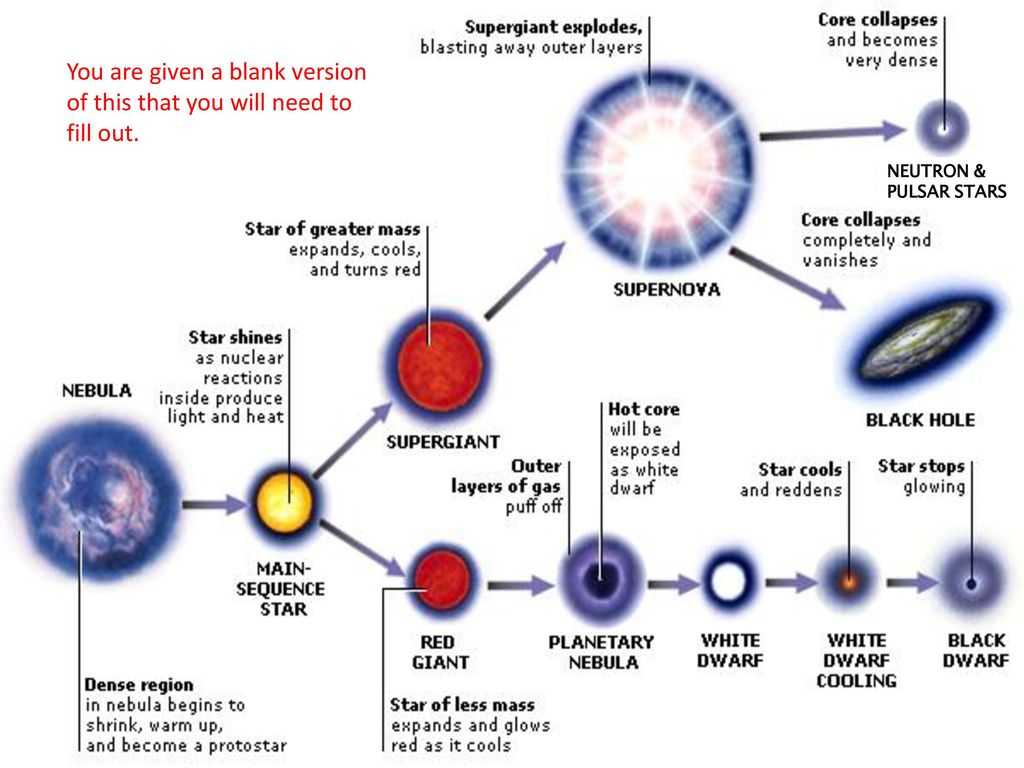 You are given a blank version
of this that you will need to
fill out.
Supergiant explodes,
blasting away outer layers
Core collapses
and becomes
very dense
NEUTRON &
PULSAR STARS
Star of greater mass
expands, cools,
and turns red
SUPERNOVA
Core collapses
completely and
vanishes
BLACK HOLE
Star shines
as nuclear
reactions
inside produce
light and heat
SUPERGIANT
NEBULA
MAIN-
SEQUENCE
STAR
Dense region
in nebula begins to
shrink, warm up,
and become a protostar
RED
GIANT
Star of less mass
expands and glows
red as it cools
Outer
layers of gas
puff off
Hot core
will be
exposed
as white
dwarf
PLANETARY
NEBULA
WHITE
DWARF
Star cools
and reddens
WHITE
DWARF
COOLING
Star stops
glowing
BLACK
DWARF